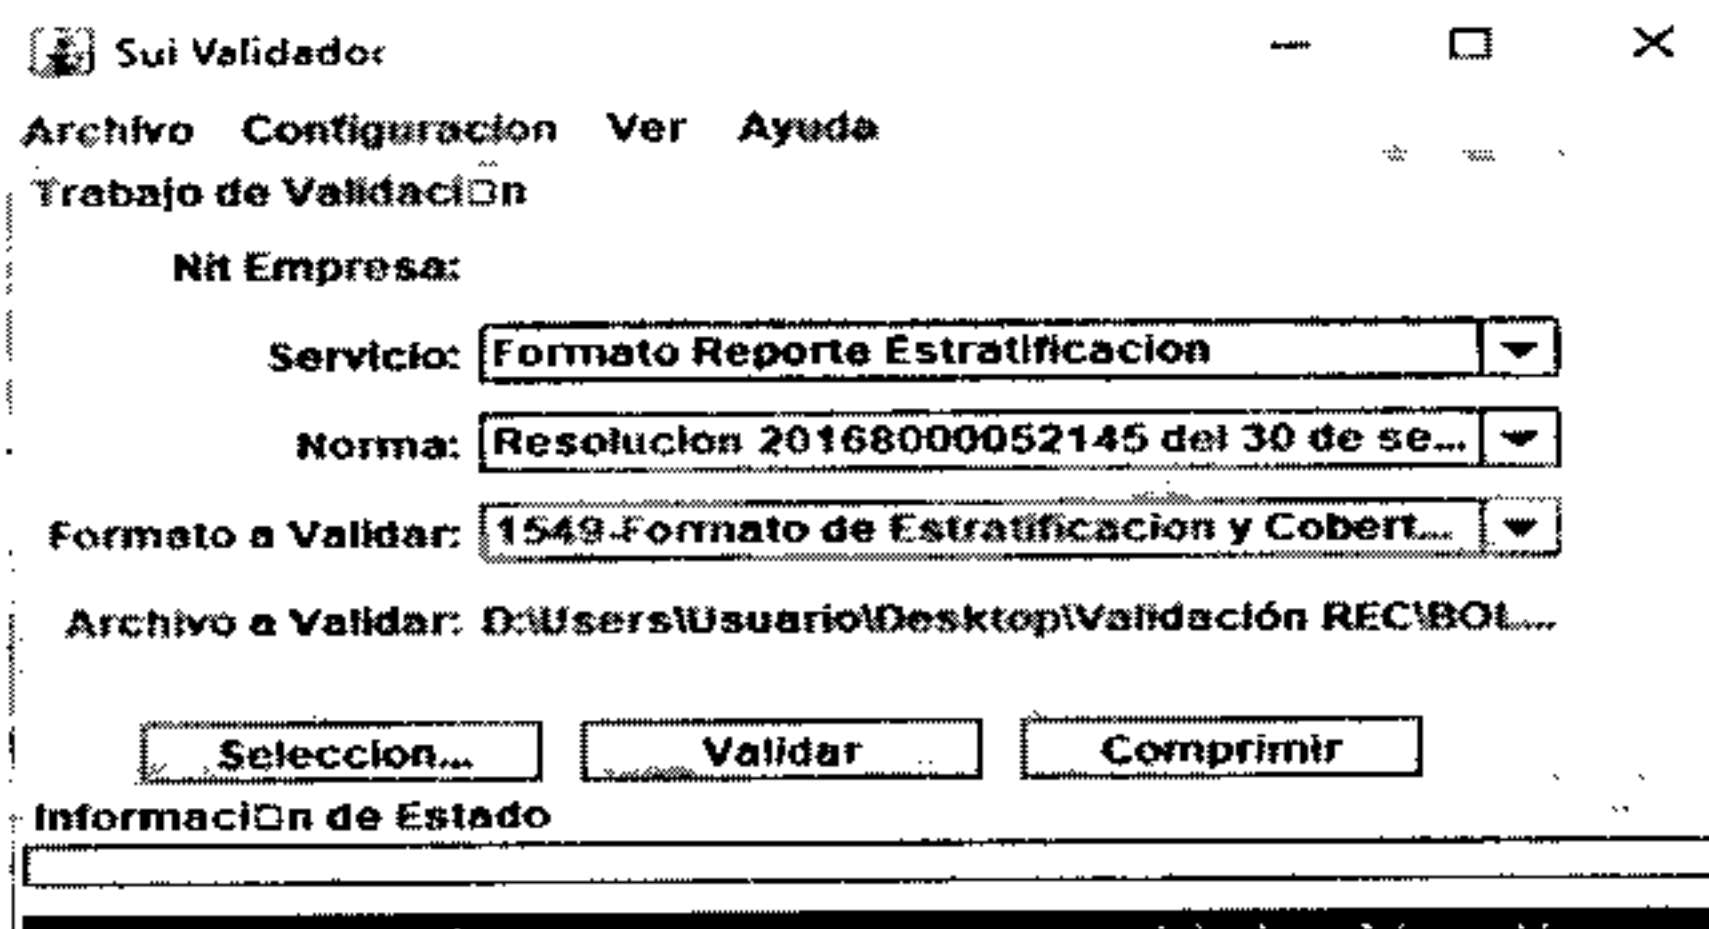 Sui Validador
Archivo Configuracion Ver Ayuda
Trabajo de Validaci□n
Nit Empresa:
Servicio: Formato Reporte Estratificacion
Norma: Resolucion 20168000052145 del 30 de se...
Formato a Validar: 1549-Formato de Estratificacion y Cobert...
Archivo a Validar: D:\Users\Usuario\Desktop\Validación REC\BOL...
Seleccion... Validar Comprimir
Informaci□n de Estado